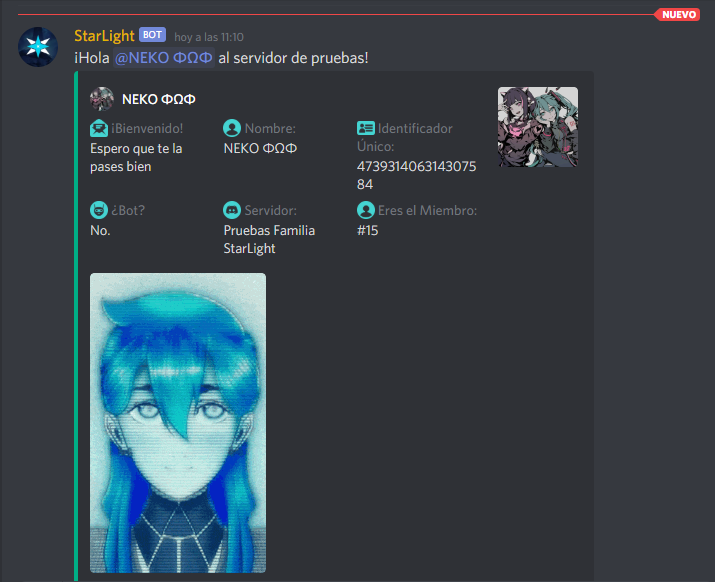 NUEVO
StarLight BOT hoy a las 11:10
¡Hola @NEKO ΦΩΦ al servidor de pruebas!
NEKO ΦΩΦ
¡Bienvenido!
Espero que te la
pases bien
Nombre:
NEKO ΦΩΦ
Identificador
Único:
4739314063143075
84
¿Bot?
No.
Servidor:
Pruebas Familia
StarLight
Eres el Miembro:
#15